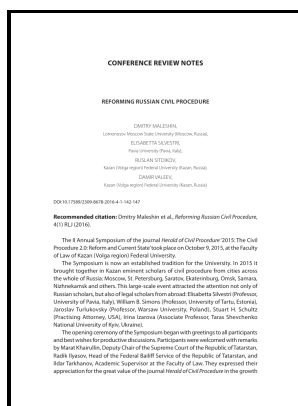 CONFERENCE REVIEW NOTES
REFORMING RUSSIAN CIVIL PROCEDURE
DMITRY MALESHIN,
Lomonosov Moscow State University (Moscow, Russia),
ELISABETTA SILVESTRI,
Pavia University (Pavia, Italy),
RUSLAN SITDIKOV,
Kazan (Volga region) Federal University (Kazan, Russia),
DAMIR VALEEV,
Kazan (Volga region) Federal University (Kazan, Russia)
DOI:10.17589/2309-8678-2016-4-1-142-147
Recommended citation: Dmitry Maleshin et al., Reforming Russian Civil Procedure,
4(1) RLJ (2016).
The II Annual Symposium of the journal Herald of Civil Procedure '2015: The Civil
Procedure 2.0: Reform and Current State' took place on October 9, 2015, at the Faculty
of Law of Kazan (Volga region) Federal University.
The Symposium is now an established tradition for the University. In 2015 it
brought together in Kazan eminent scholars of civil procedure from cities across
the whole of Russia: Moscow, St. Petersburg, Saratov, Ekaterinburg, Omsk, Samara,
Nizhnekamsk and others. This large-scale event attracted the attention not only of
Russian scholars, but also of legal scholars from abroad: Elisabetta Silvestri (Professor,
University of Pavia, Italy), William B. Simons (Professor, University of Tartu, Estonia),
Jaroslav Turlukovsky (Professor, Warsaw University, Poland), Stuart H. Schultz
(Practising Attorney, USA), Irina Izarova (Associate Professor, Taras Shevchenko
National University of Kyiv, Ukraine).
The opening ceremony of the Symposium began with greetings to all participants
and best wishes for productive discussions. Participants were welcomed with remarks
by Marat Khairullin, Deputy Chair of the Supreme Court of the Republic of Tatarstan,
Radik Ilyasov, Head of the Federal Bailiff Service of the Republic of Tatarstan, and
Ildar Tarkhanov, Academic Supervisor at the Faculty of Law. They expressed their
appreciation for the great value of the journal Herald of Civil Procedure in the growth